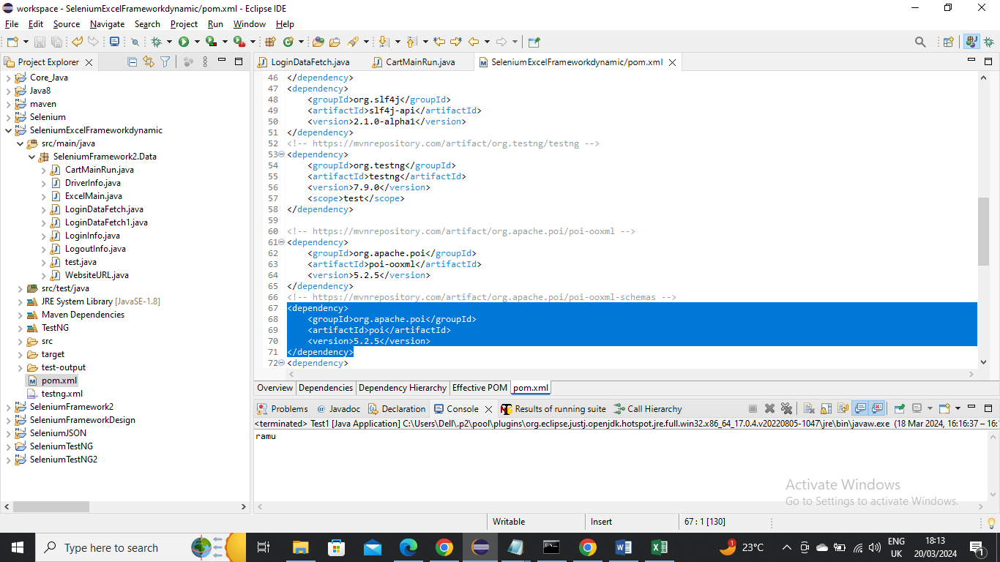 workspace - SeleniumExcelFrameworkdynamic/pom.xml - Eclipse IDE
File Edit Source Navigate Search Project Run Window Help
Project Explorer
Core_Java
Java8
maven
Selenium
SeleniumExcelFrameworkdynamic
src/main/java
SeleniumFramework2.Data
CartMainRun.java
DriverInfo.java
ExcelMain.java
LoginDataFetch.java
LoginDataFetch1.java
LoginInfo.java
LogoutInfo.java
test.java
WebsiteURL.java
src/test/java
JRE System Library [JavaSE-1.8]
Maven Dependencies
TestNG
src
target
test-output
pom.xml
testng.xml
SeleniumFramework2
SeleniumFrameworkDesign
SeleniumJSON
SeleniumTestNG
SeleniumTestNG2
LoginDataFetch.java CartMainRun.java SeleniumExcelFrameworkdynamic/pom.xml
46 </dependency>
47 <dependency>
48 <groupId>org.slf4j</groupId>
49 <artifactId>slf4j-api</artifactId>
50 <version>2.1.0-alpha1</version>
51 </dependency>
52 <!-- https://mvnrepository.com/artifact/org.testng/testng -->
53 <dependency>
54 <groupId>org.testng</groupId>
55 <artifactId>testng</artifactId>
56 <version>7.9.0</version>
57 <scope>test</scope>
58 </dependency>
59
60 <!-- https://mvnrepository.com/artifact/org.apache.poi/poi-ooxml -->
61 <dependency>
62 <groupId>org.apache.poi</groupId>
63 <artifactId>poi-ooxml</artifactId>
64 <version>5.2.5</version>
65 </dependency>
66 <!-- https://mvnrepository.com/artifact/org.apache.poi/poi-ooxml-schemas -->
67 <dependency>
68 <groupId>org.apache.poi</groupId>
69 <artifactId>poi</artifactId>
70 <version>5.2.5</version>
71 </dependency>
72 <dependency>
Overview Dependencies Dependency Hierarchy Effective POM pom.xml
Problems Javadoc Declaration Console Results of running suite Call Hierarchy
<terminated> Test1 [Java Application] C:\Users\Dell\.p2\pool\plugins\org.eclipse.justj.openjdk.hotspot.jre.full.win32.x86_64_17.0.4.v20220805-1047\jre\bin\javaw.exe (18 Mar 2024, 16:16:37 – 16:
ramu
Activate Windows
Go to Settings to activate Windows.
Writable Insert 67 : 1 [130]
Type here to search
23°C
ENG
UK
18:13
20/03/2024
1